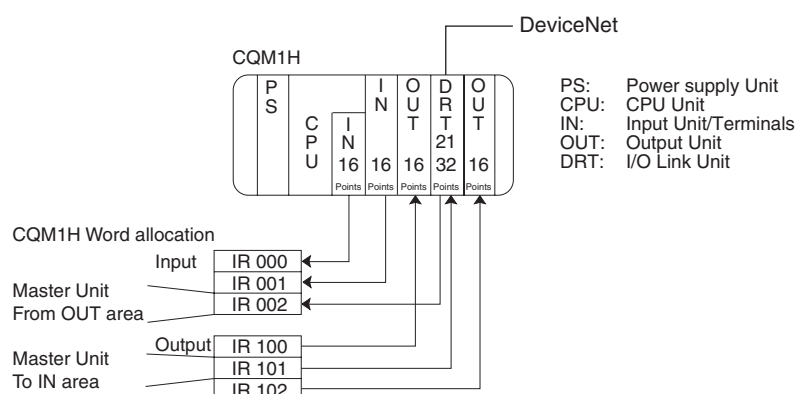 DeviceNet
CQM1H
PS
CPU
IN
16
Points
IN
16
Points
OUT
16
Points
DRT
21
32
Points
OUT
16
Points
PS: Power supply Unit
CPU: CPU Unit
IN: Input Unit/Terminals
OUT: Output Unit
DRT: I/O Link Unit
CQM1H Word allocation
Input IR 000
IR 001
Master Unit
From OUT area
IR 002
Output IR 100
Master Unit
To IN area
IR 101
IR 102